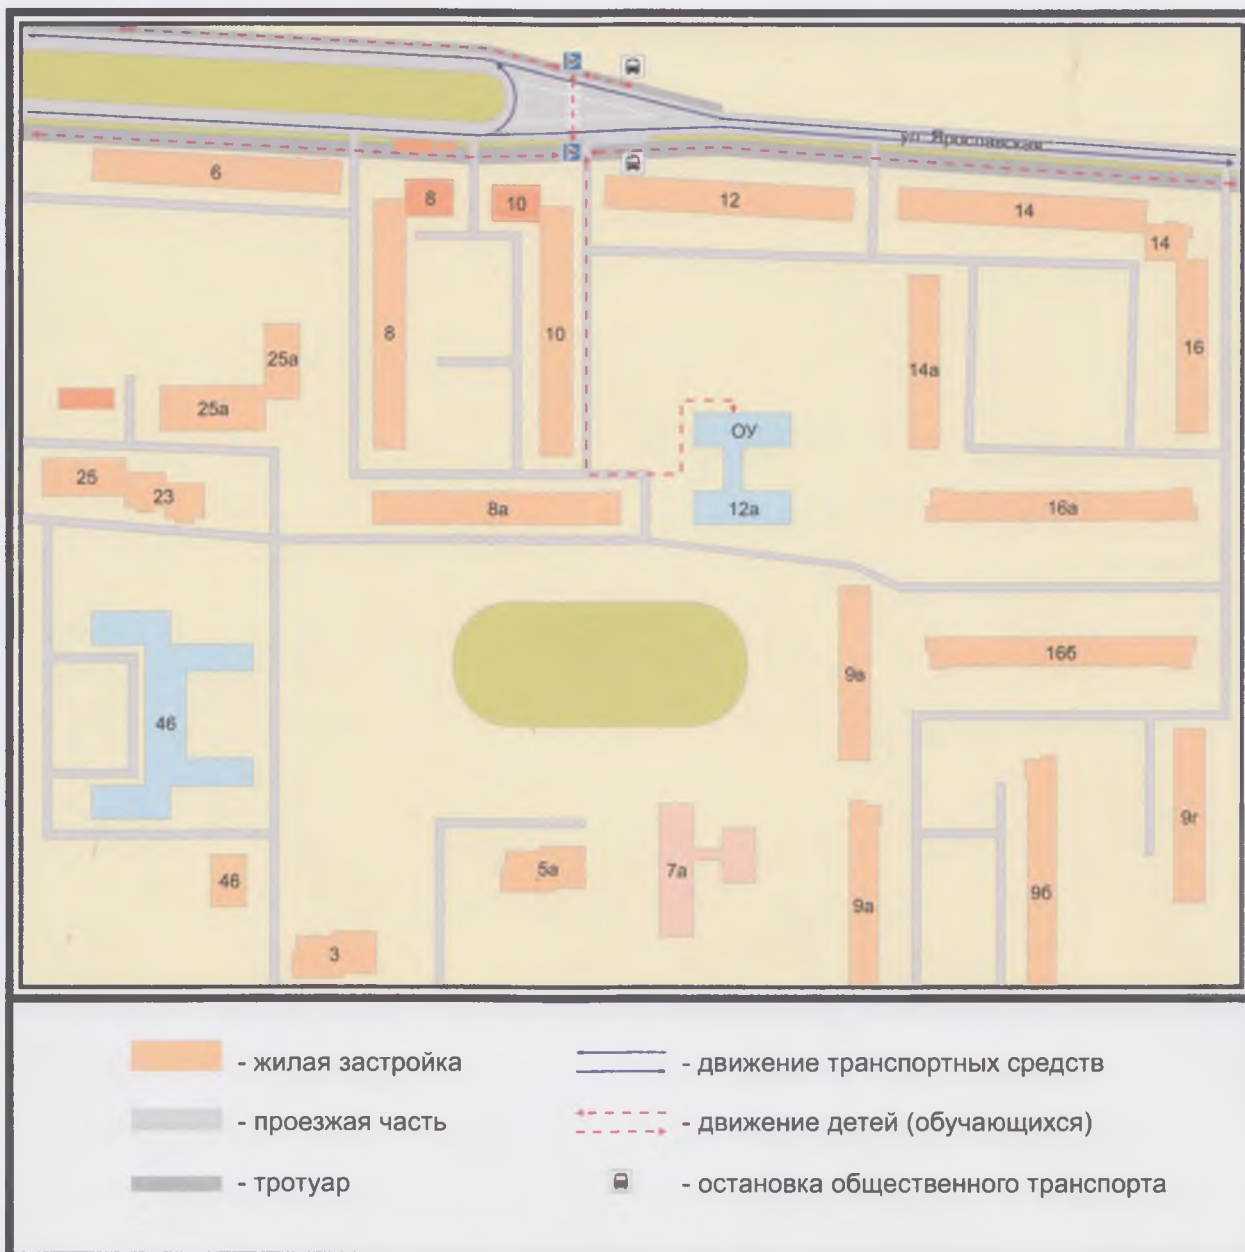 ул. Ярославская
6
8
10
12
14
14
8
10
25а
14а
16
25а
ОУ
25
23
8а
12а
16а
9в
16б
46
5а
7а
9г
46
9а
9б
3
- жилая застройка
- движение транспортных средств
- проезжая часть
- движение детей (обучающихся)
- тротуар
- остановка общественного транспорта